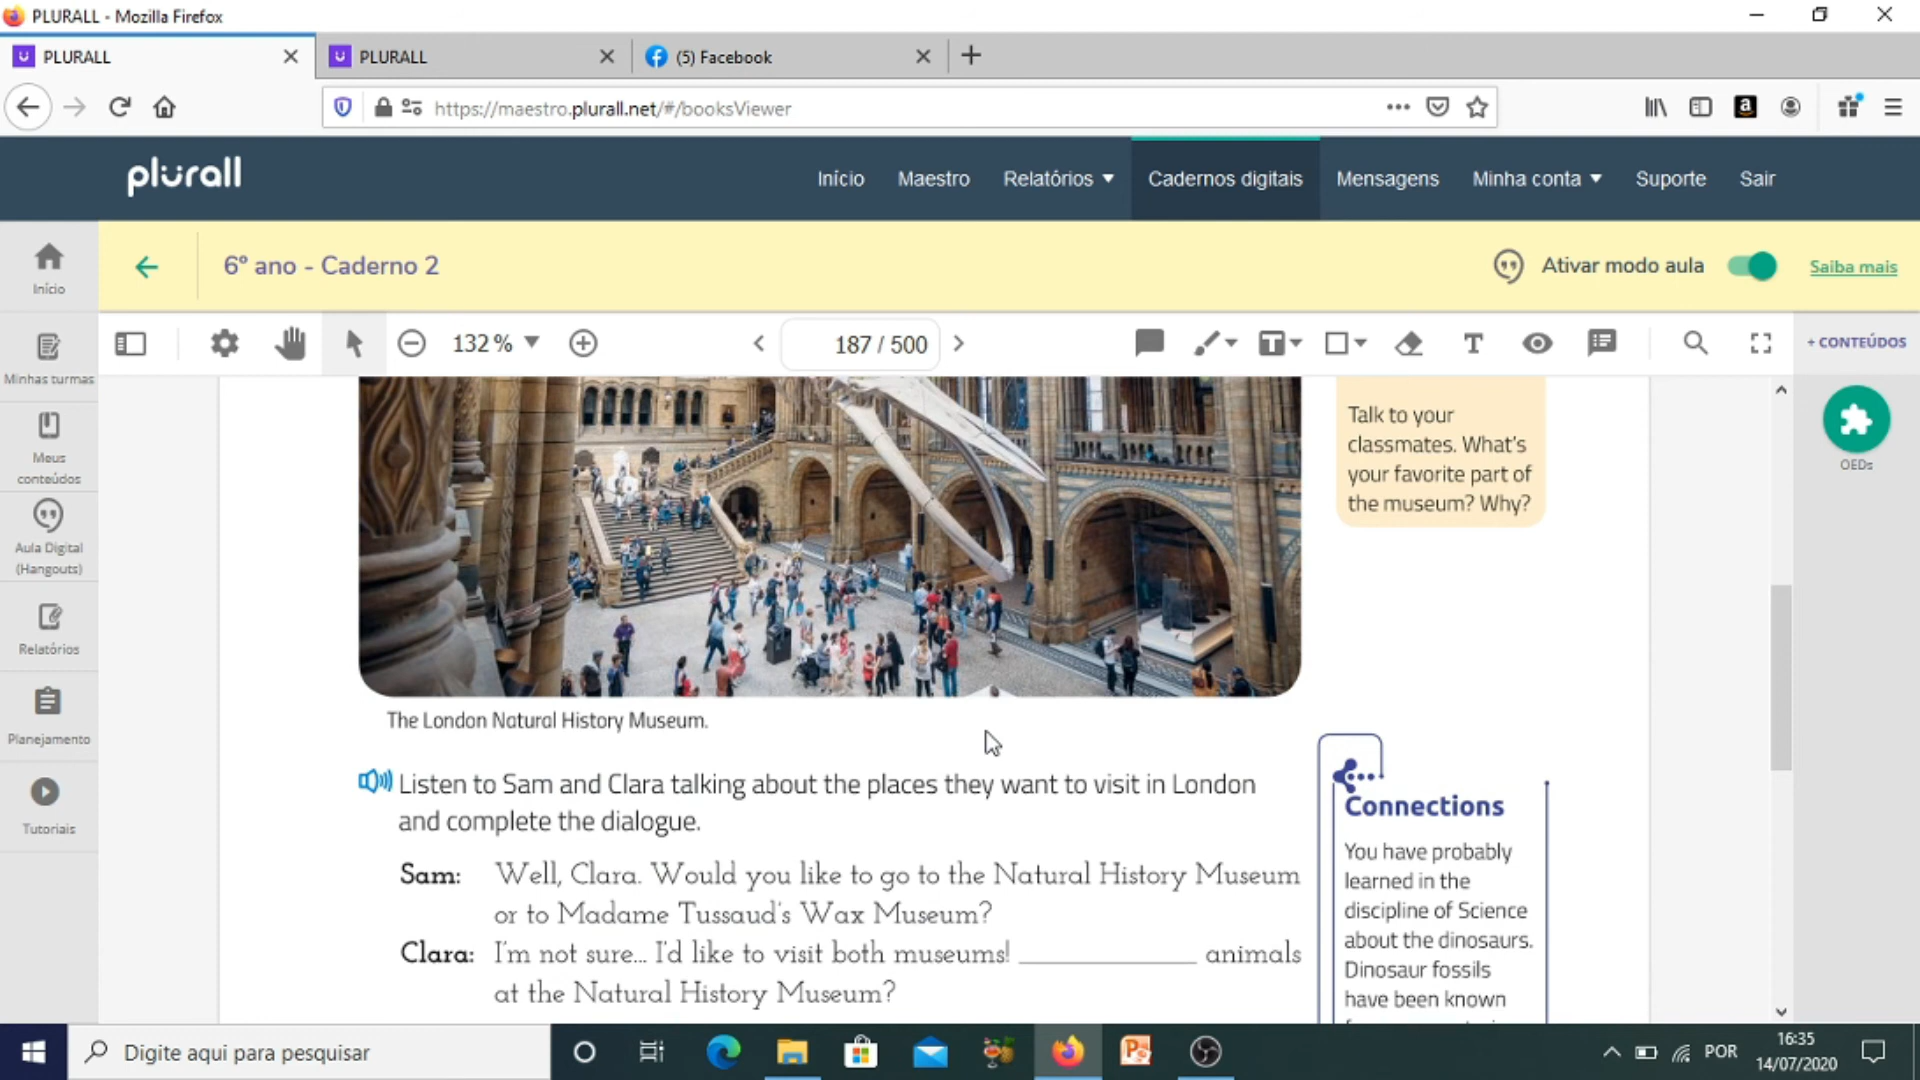 PLURALL - Mozilla Firefox
PLURALL
PLURALL
(5) Facebook
https://maestro.plurall.net/#/booksViewer
plurall
Início
Maestro
Relatórios
Cadernos digitais
Mensagens
Minha conta
Suporte
Sair
6º ano - Caderno 2
Ativar modo aula
Saiba mais
132 %
187 / 500
+ CONTEÚDOS
OEDs
Início
Minhas turmas
Meus
conteúdos
Aula Digital
(Hangouts)
Relatórios
Planejamento
Tutoriais
Talk to your
classmates. What's
your favorite part of
the museum? Why?
The London Natural History Museum.
Listen to Sam and Clara talking about the places they want to visit in London
and complete the dialogue.
Sam: Well, Clara. Would you like to go to the Natural History Museum
or to Madame Tussaud's Wax Museum?
Clara: I'm not sure... I'd like to visit both museums! ____________ animals
at the Natural History Museum?
Connections
You have probably
learned in the
discipline of Science
about the dinosaurs.
Dinosaur fossils
have been known
Digite aqui para pesquisar
POR
16:35
14/07/2020